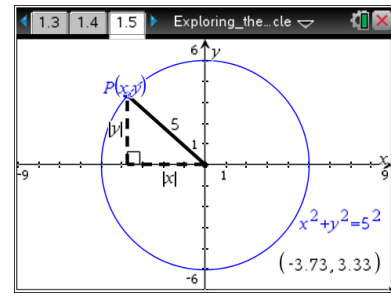 1.3 1.4 1.5 Exploring_the...cle
6 y
P(x,y)
5
|y|
1
x
-9 |x| 1 9
x²+y²=5²
(-3.73, 3.33)
-6